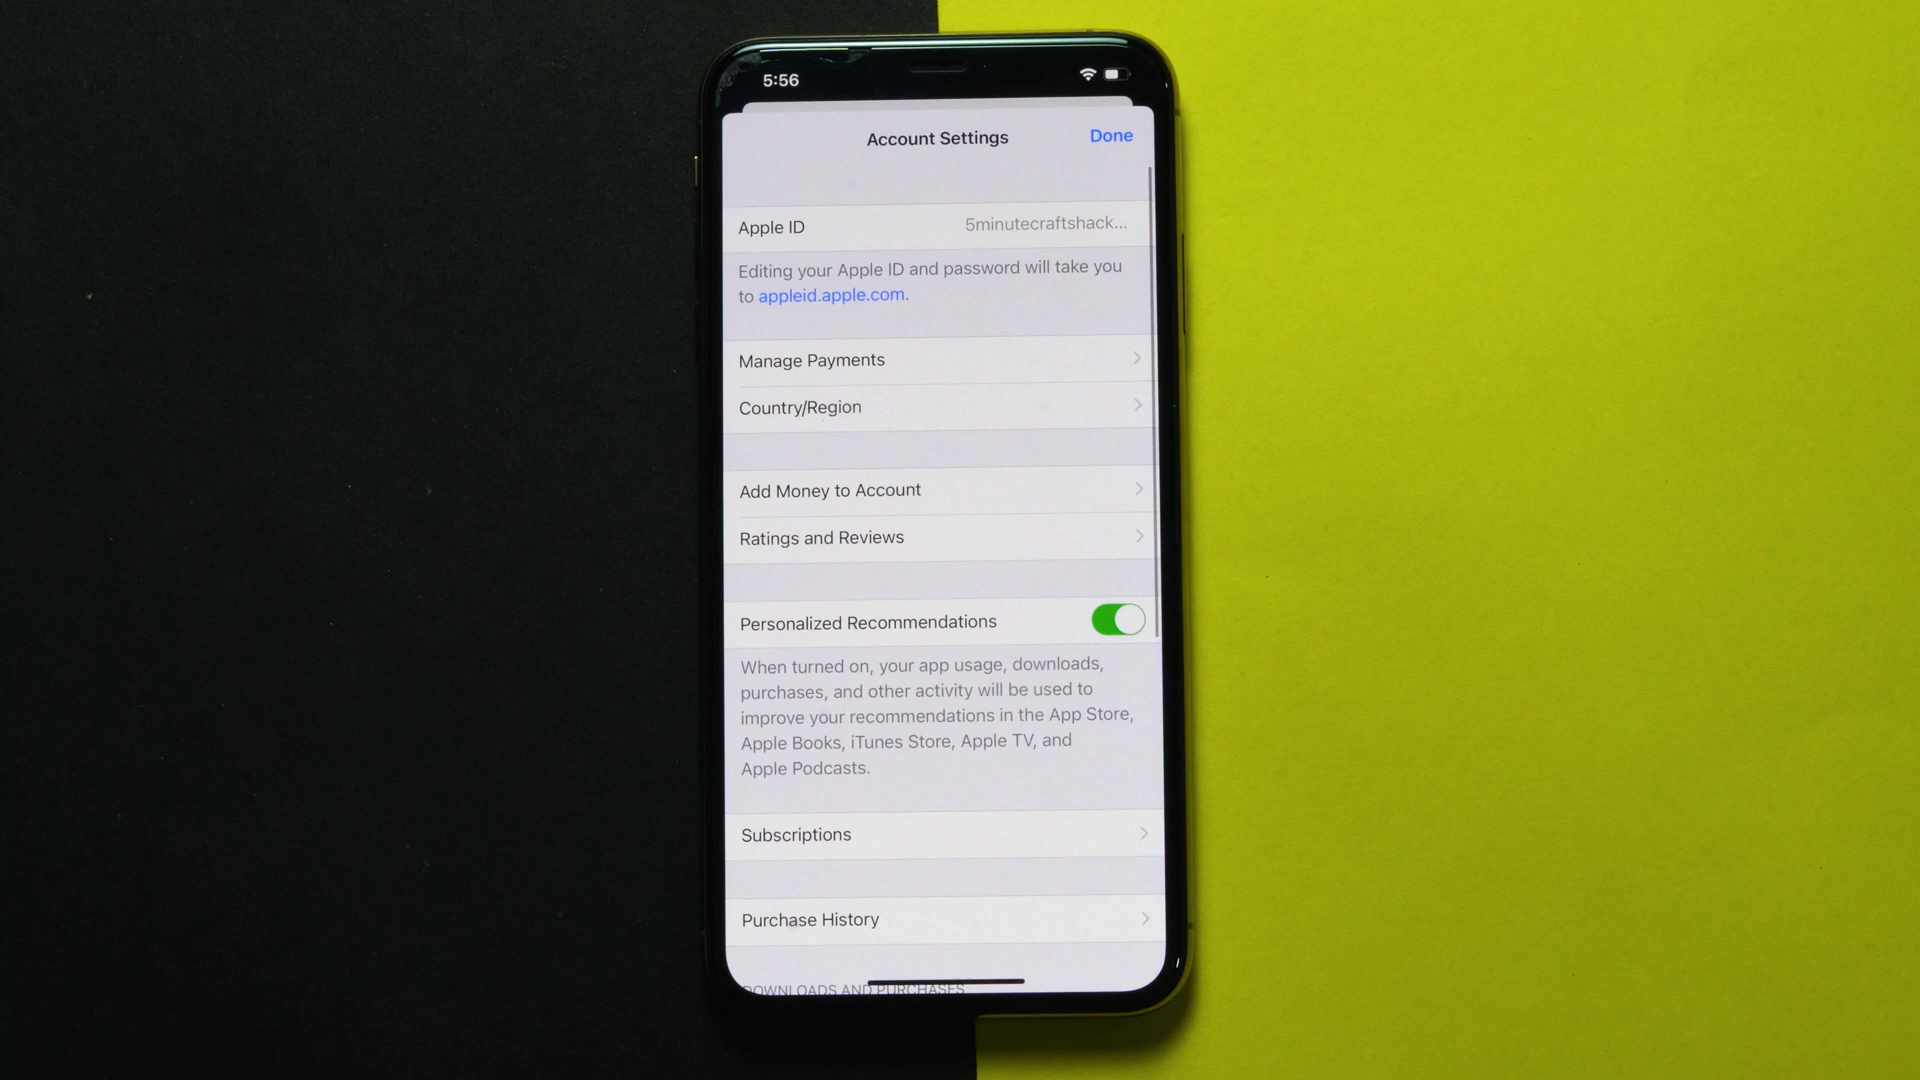 5:56
Account Settings
Done
Apple ID
5minutecraftshack...
Editing your Apple ID and password will take you
to appleid.apple.com.
Manage Payments
Country/Region
Add Money to Account
Ratings and Reviews
Personalized Recommendations
When turned on, your app usage, downloads,
purchases, and other activity will be used to
improve your recommendations in the App Store,
Apple Books, iTunes Store, Apple TV, and
Apple Podcasts.
Subscriptions
Purchase History
DOWNLOADS AND PURCHASES